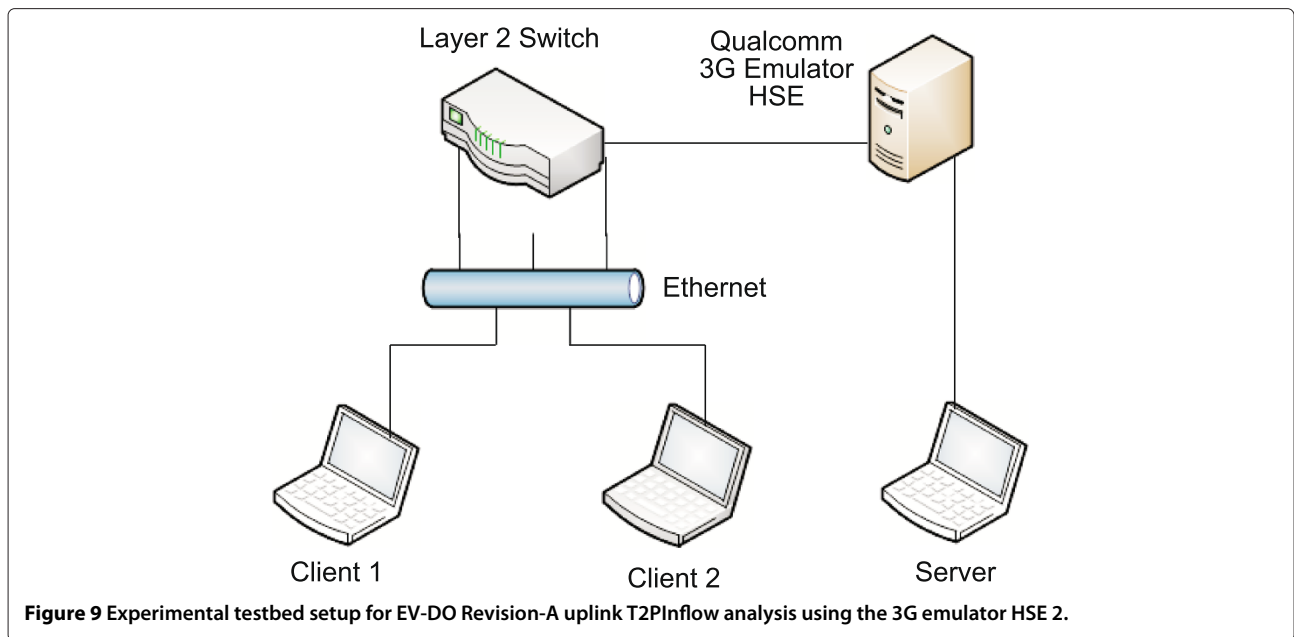 Layer 2 Switch
Qualcomm
3G Emulator
HSE
Ethernet
Client 1
Client 2
Server
Figure 9 Experimental testbed setup for EV-DO Revision-A uplink T2PInflow analysis using the 3G emulator HSE 2.